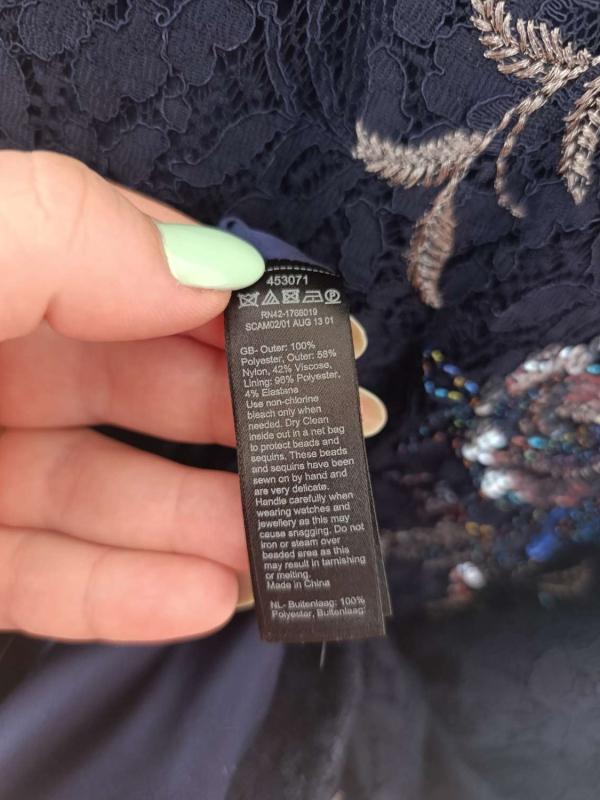 453071
RN42-1766019
SCAM02/01 AUG 13 01
GB- Outer: 100%
Polyester, Outer: 58%
Nylon, 42% Viscose,
Lining: 96% Polyester,
4% Elastane
Use non-chlorine
bleach only when
needed. Dry Clean
inside out in a net bag
to protect beads and
sequins. These beads
and sequins have been
sewn on by hand and
are very delicate.
Handle carefully when
wearing watches and
jewellery as this may
cause snagging. Do not
iron or steam over
beaded area as this
may result in tarnishing
or melting.
Made in China
NL- Buitenlaag: 100%
Polyester, Buitenlaag: